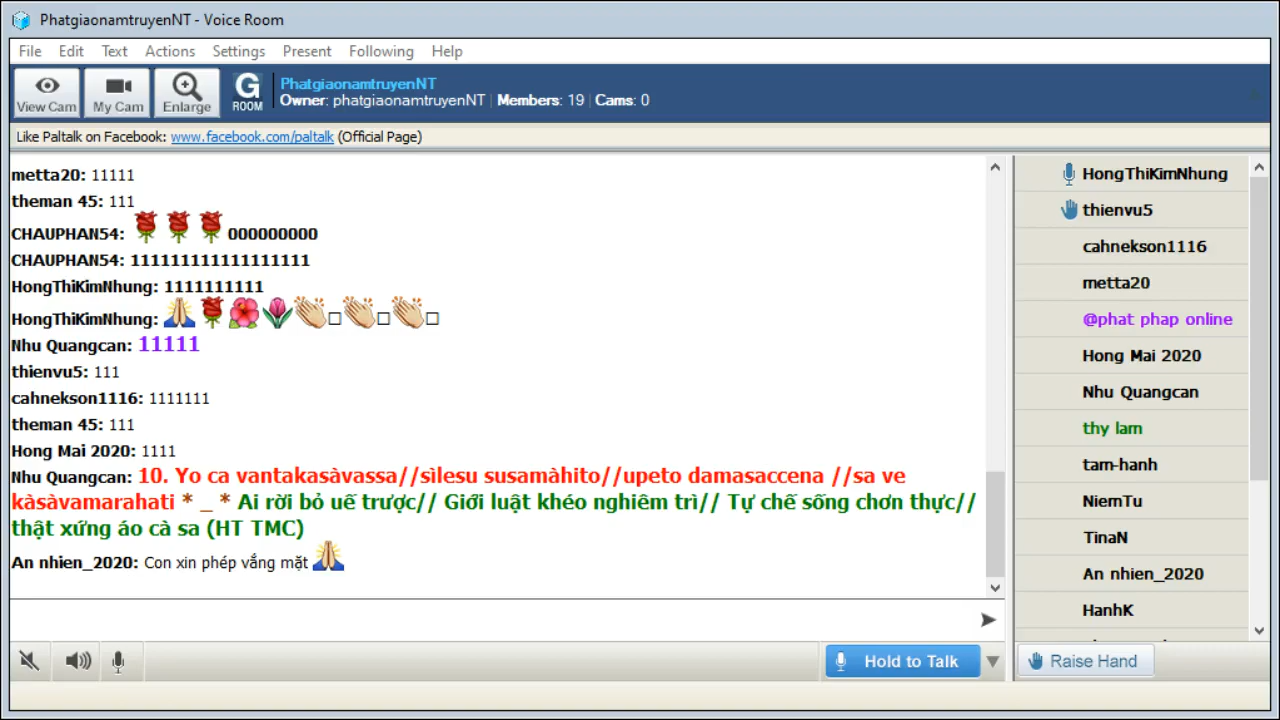 PhatgiaonamtruyenNT - Voice Room
File Edit Text Actions Settings Present Following Help
View Cam My Cam Enlarge G ROOM
PhatgiaonamtruyenNT
Owner: phatgiaonamtruyenNT | Members: 19 | Cams: 0
Like Paltalk on Facebook: www.facebook.com/paltalk (Official Page)
metta20: 11111
theman 45: 111
CHAUPHAN54: 000000000
CHAUPHAN54: 111111111111111111
HongThiKimNhung: 1111111111
HongThiKimNhung:
Nhu Quangcan: 11111
thienvu5: 111
cahnekson1116: 1111111
theman 45: 111
Hong Mai 2020: 1111
Nhu Quangcan: 10. Yo ca vantakasàvassa//sìlesu susamàhito//upeto damasaccena //sa ve
kàsàvamarahati * _ * Ai rời bỏ uế trược// Giới luật khéo nghiêm trì// Tự chế sống chơn thực//
thật xứng áo cà sa (HT TMC)
An nhien_2020: Con xin phép vắng mặt
Hold to Talk
HongThiKimNhung
thienvu5
cahnekson1116
metta20
@phat phap online
Hong Mai 2020
Nhu Quangcan
thy lam
tam-hanh
NiemTu
TinaN
An nhien_2020
HanhK
Raise Hand